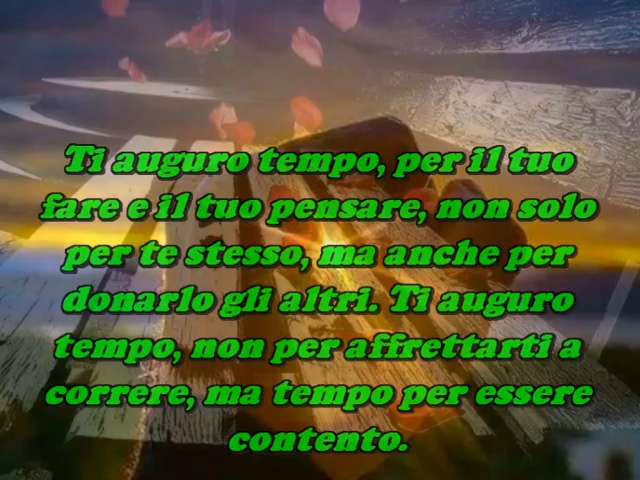 Ti auguro tempo, per il tuo
fare e il tuo pensare, non solo
per te stesso, ma anche per
donarlo gli altri. Ti auguro
tempo, non per affrettarti a
correre, ma tempo per essere
contento.